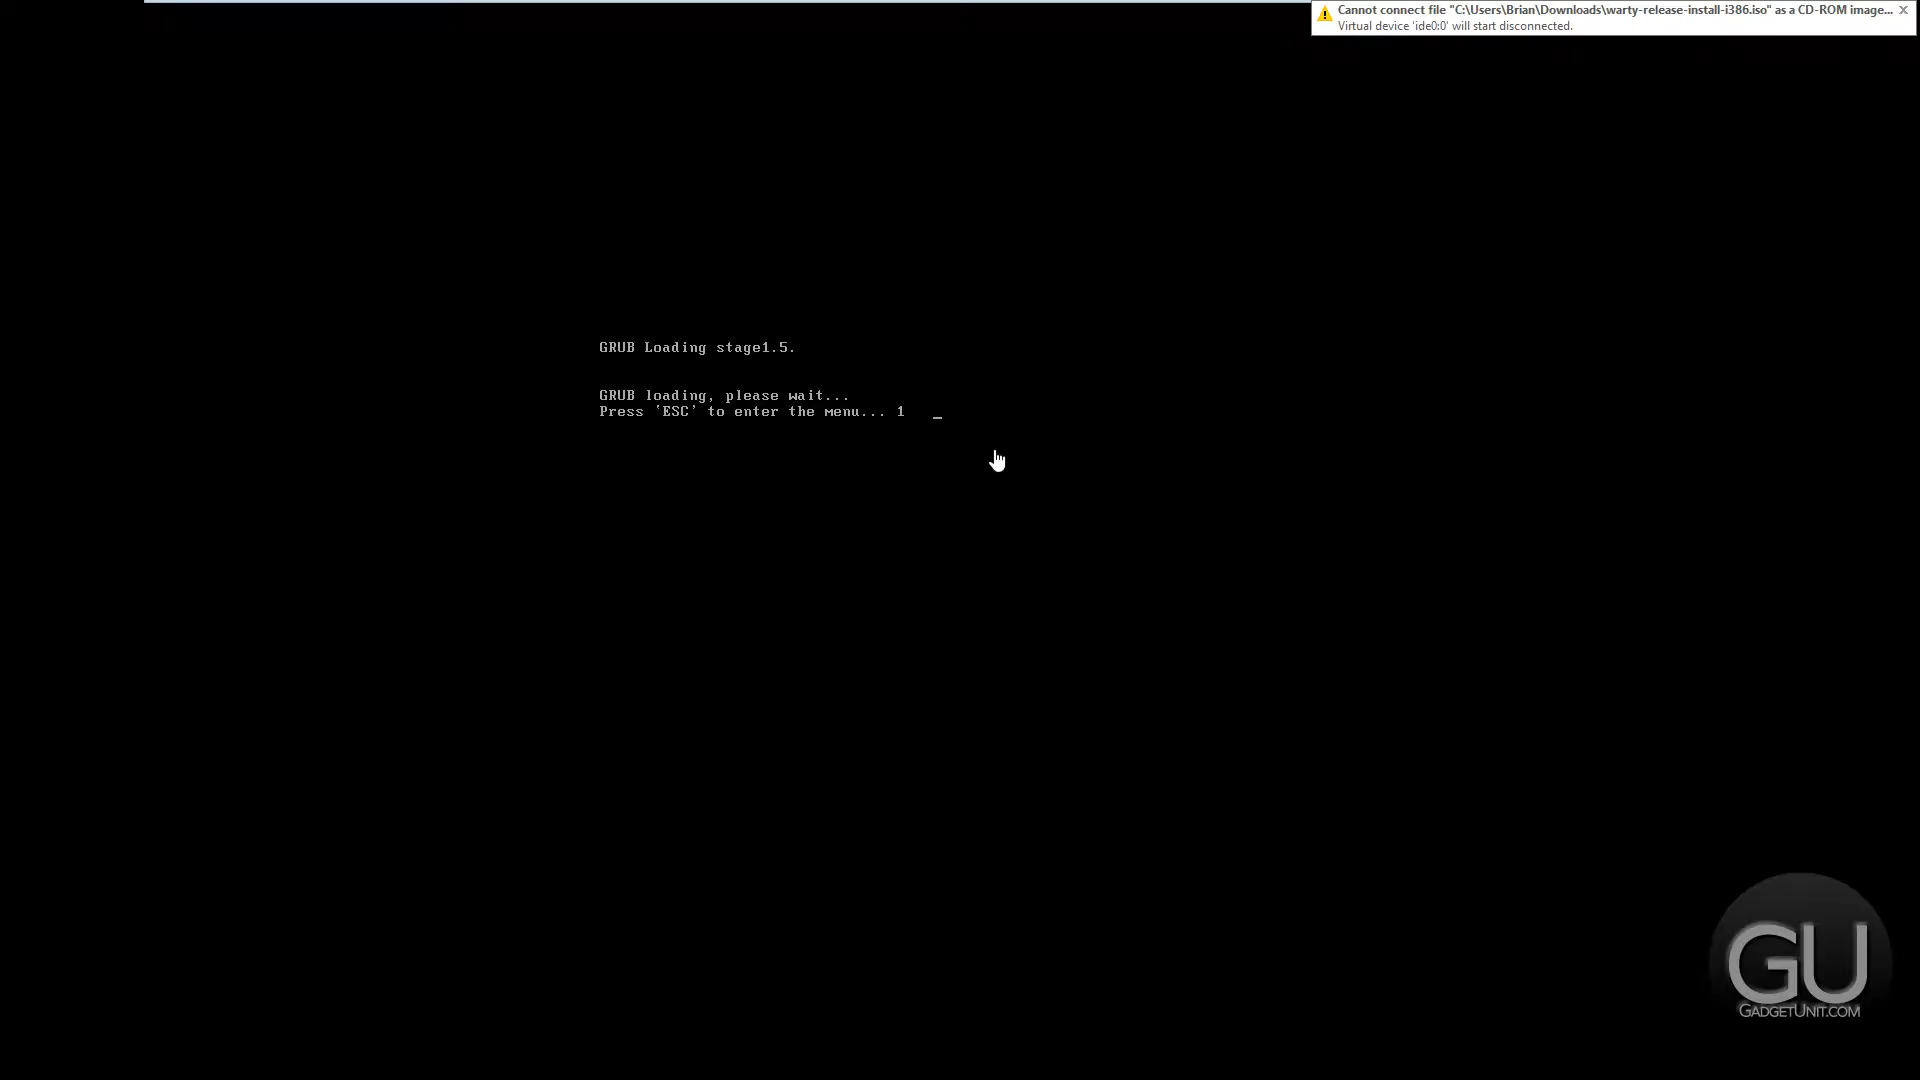 Cannot connect file "C:\Users\Brian\Downloads\warty-release-install-i386.iso" as a CD-ROM image...
Virtual device 'ide0:0' will start disconnected.
GRUB Loading stage1.5.
GRUB loading, please wait...
Press 'ESC' to enter the menu... 1
GU
GADGETUNIT.COM